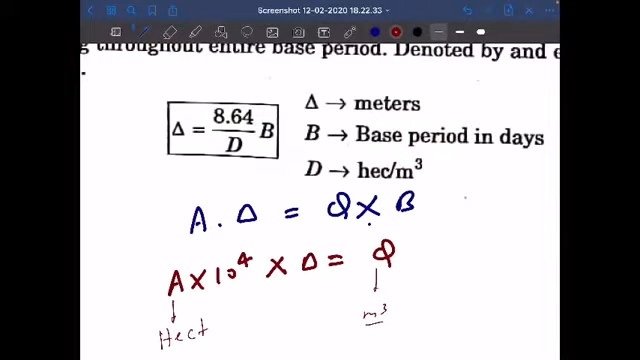 Screenshot 12-02-2020 18.22.33
g throughout entire base period. Denoted by and e
Δ = 8.64/D B
Δ → meters
B → Base period in days
D → hec/m³
A . Δ = Q × B
A × 10⁴ × Δ = Q
Hect
m³